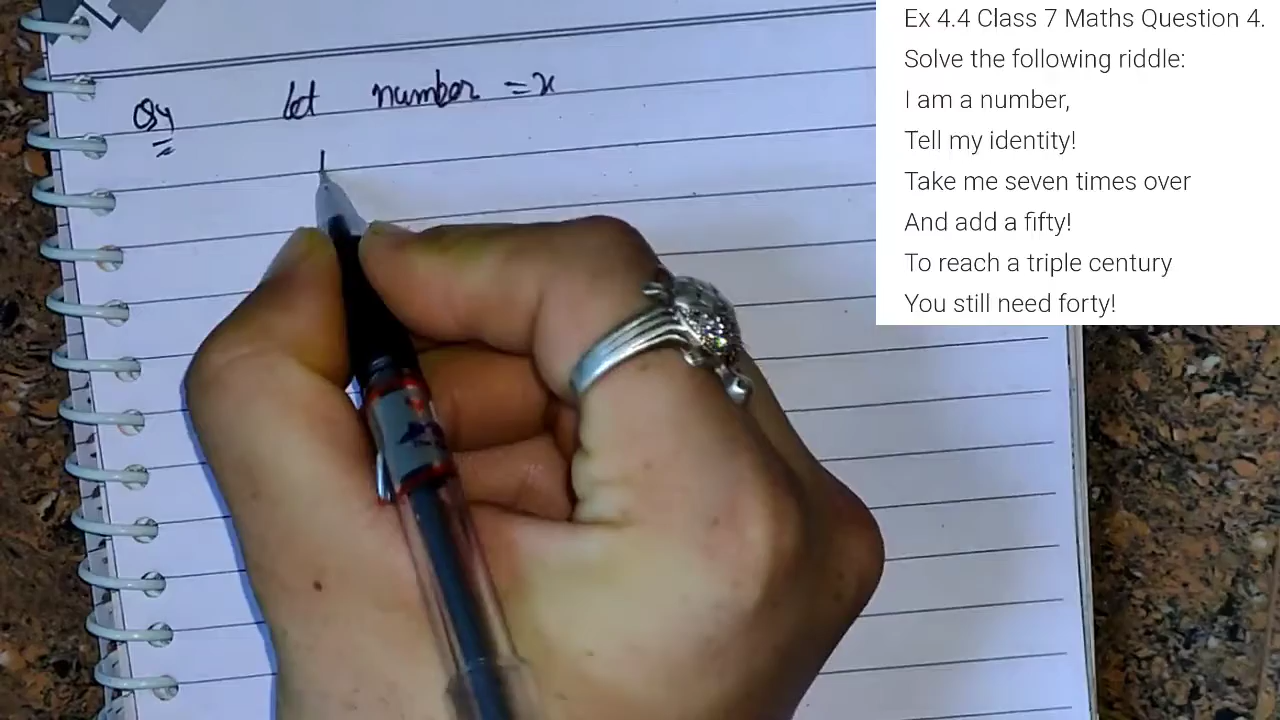 Q4 let number = x
Ex 4.4 Class 7 Maths Question 4.
Solve the following riddle:
I am a number,
Tell my identity!
Take me seven times over
And add a fifty!
To reach a triple century
You still need forty!